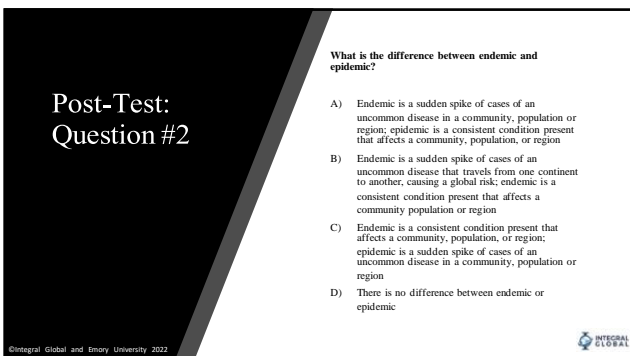 Post-Test:
Question #2
©Integral Global and Emory University 2022
What is the difference between endemic and
epidemic?
A) Endemic is a sudden spike of cases of an
uncommon disease in a community, population or
region; epidemic is a consistent condition present
that affects a community, population, or region
B) Endemic is a sudden spike of cases of an
uncommon disease that travels from one continent
to another, causing a global risk; endemic is a
consistent condition present that affects a
community population or region
C) Endemic is a consistent condition present that
affects a community, population, or region;
epidemic is a sudden spike of cases of an
uncommon disease in a community, population or
region
D) There is no difference between endemic or
epidemic
INTEGRAL
GLOBAL